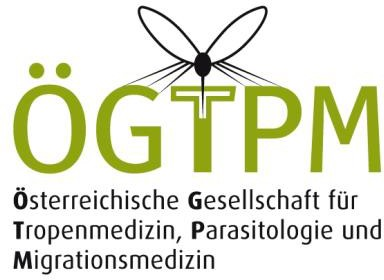 ÖGTPM
Österreichische Gesellschaft für
Tropenmedizin, Parasitologie und
Migrationsmedizin